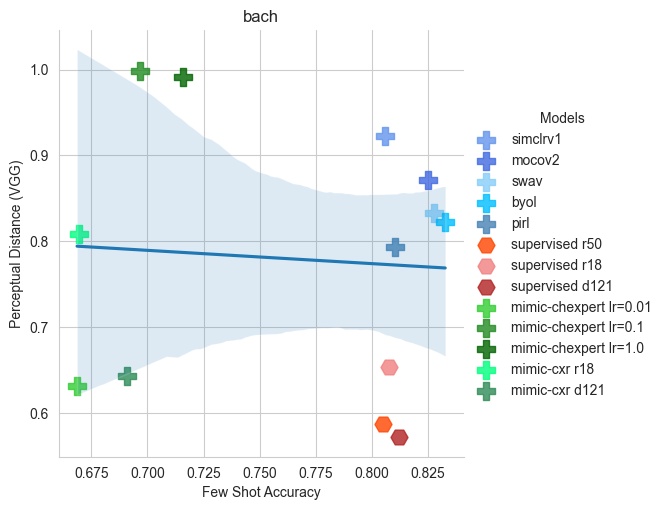 bach
Perceptual Distance (VGG)
1.0
0.9
0.8
0.7
0.6
0.675
0.700
0.725
0.750
0.775
0.800
0.825
Few Shot Accuracy
Models
simclrv1
mocov2
swav
byol
pirl
supervised r50
supervised r18
supervised d121
mimic-chexpert lr=0.01
mimic-chexpert lr=0.1
mimic-chexpert lr=1.0
mimic-cxr r18
mimic-cxr d121